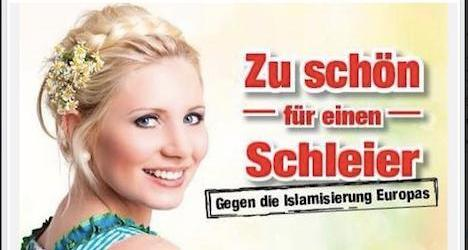 Zu schön
für einen
Schleier
Gegen die Islamisierung Europas